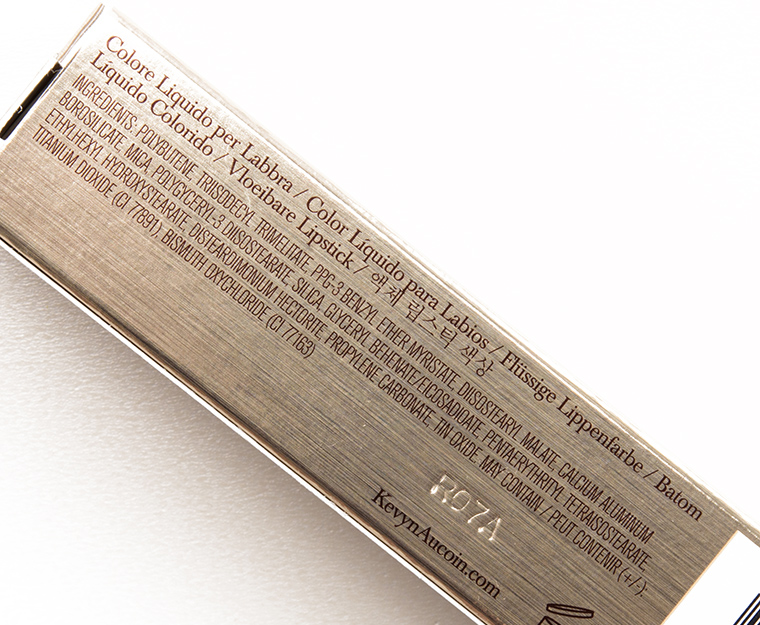 Colore Liquido per Labbra / Color Líquido para Labios / Flüssige Lippenfarbe / Batom
Líquido Colorido / Vloeibare Lipstick / 액체 립스틱 색상
INGREDIENTS: POLYBUTENE, TRIISODECYL TRIMELITATE, PPG-3 BENZYL ETHER MYRISTATE, DIISOSTEARYL MALATE, CALCIUM ALUMINUM
BOROSILICATE, MICA, POLYGYCERYL-3 DIISOSTEARATE, SILICA, GLYCERYL BEHENATE/EICOSADIOATE, PENTAERYTHRITYL TETRAISOSTEARATE,
ETHYLHEXYL HYDROXYSTEARATE, DISTEARDIMONIUM HECTORITE, PROPYLENE CARBONATE, TIN OXIDE. MAY CONTAIN / PEUT CONTENIR (+/-):
TITANIUM DIOXIDE (CI 77891), BISMUTH OXYCHLORIDE (CI 77163)
R07A
KevynAucoin.com